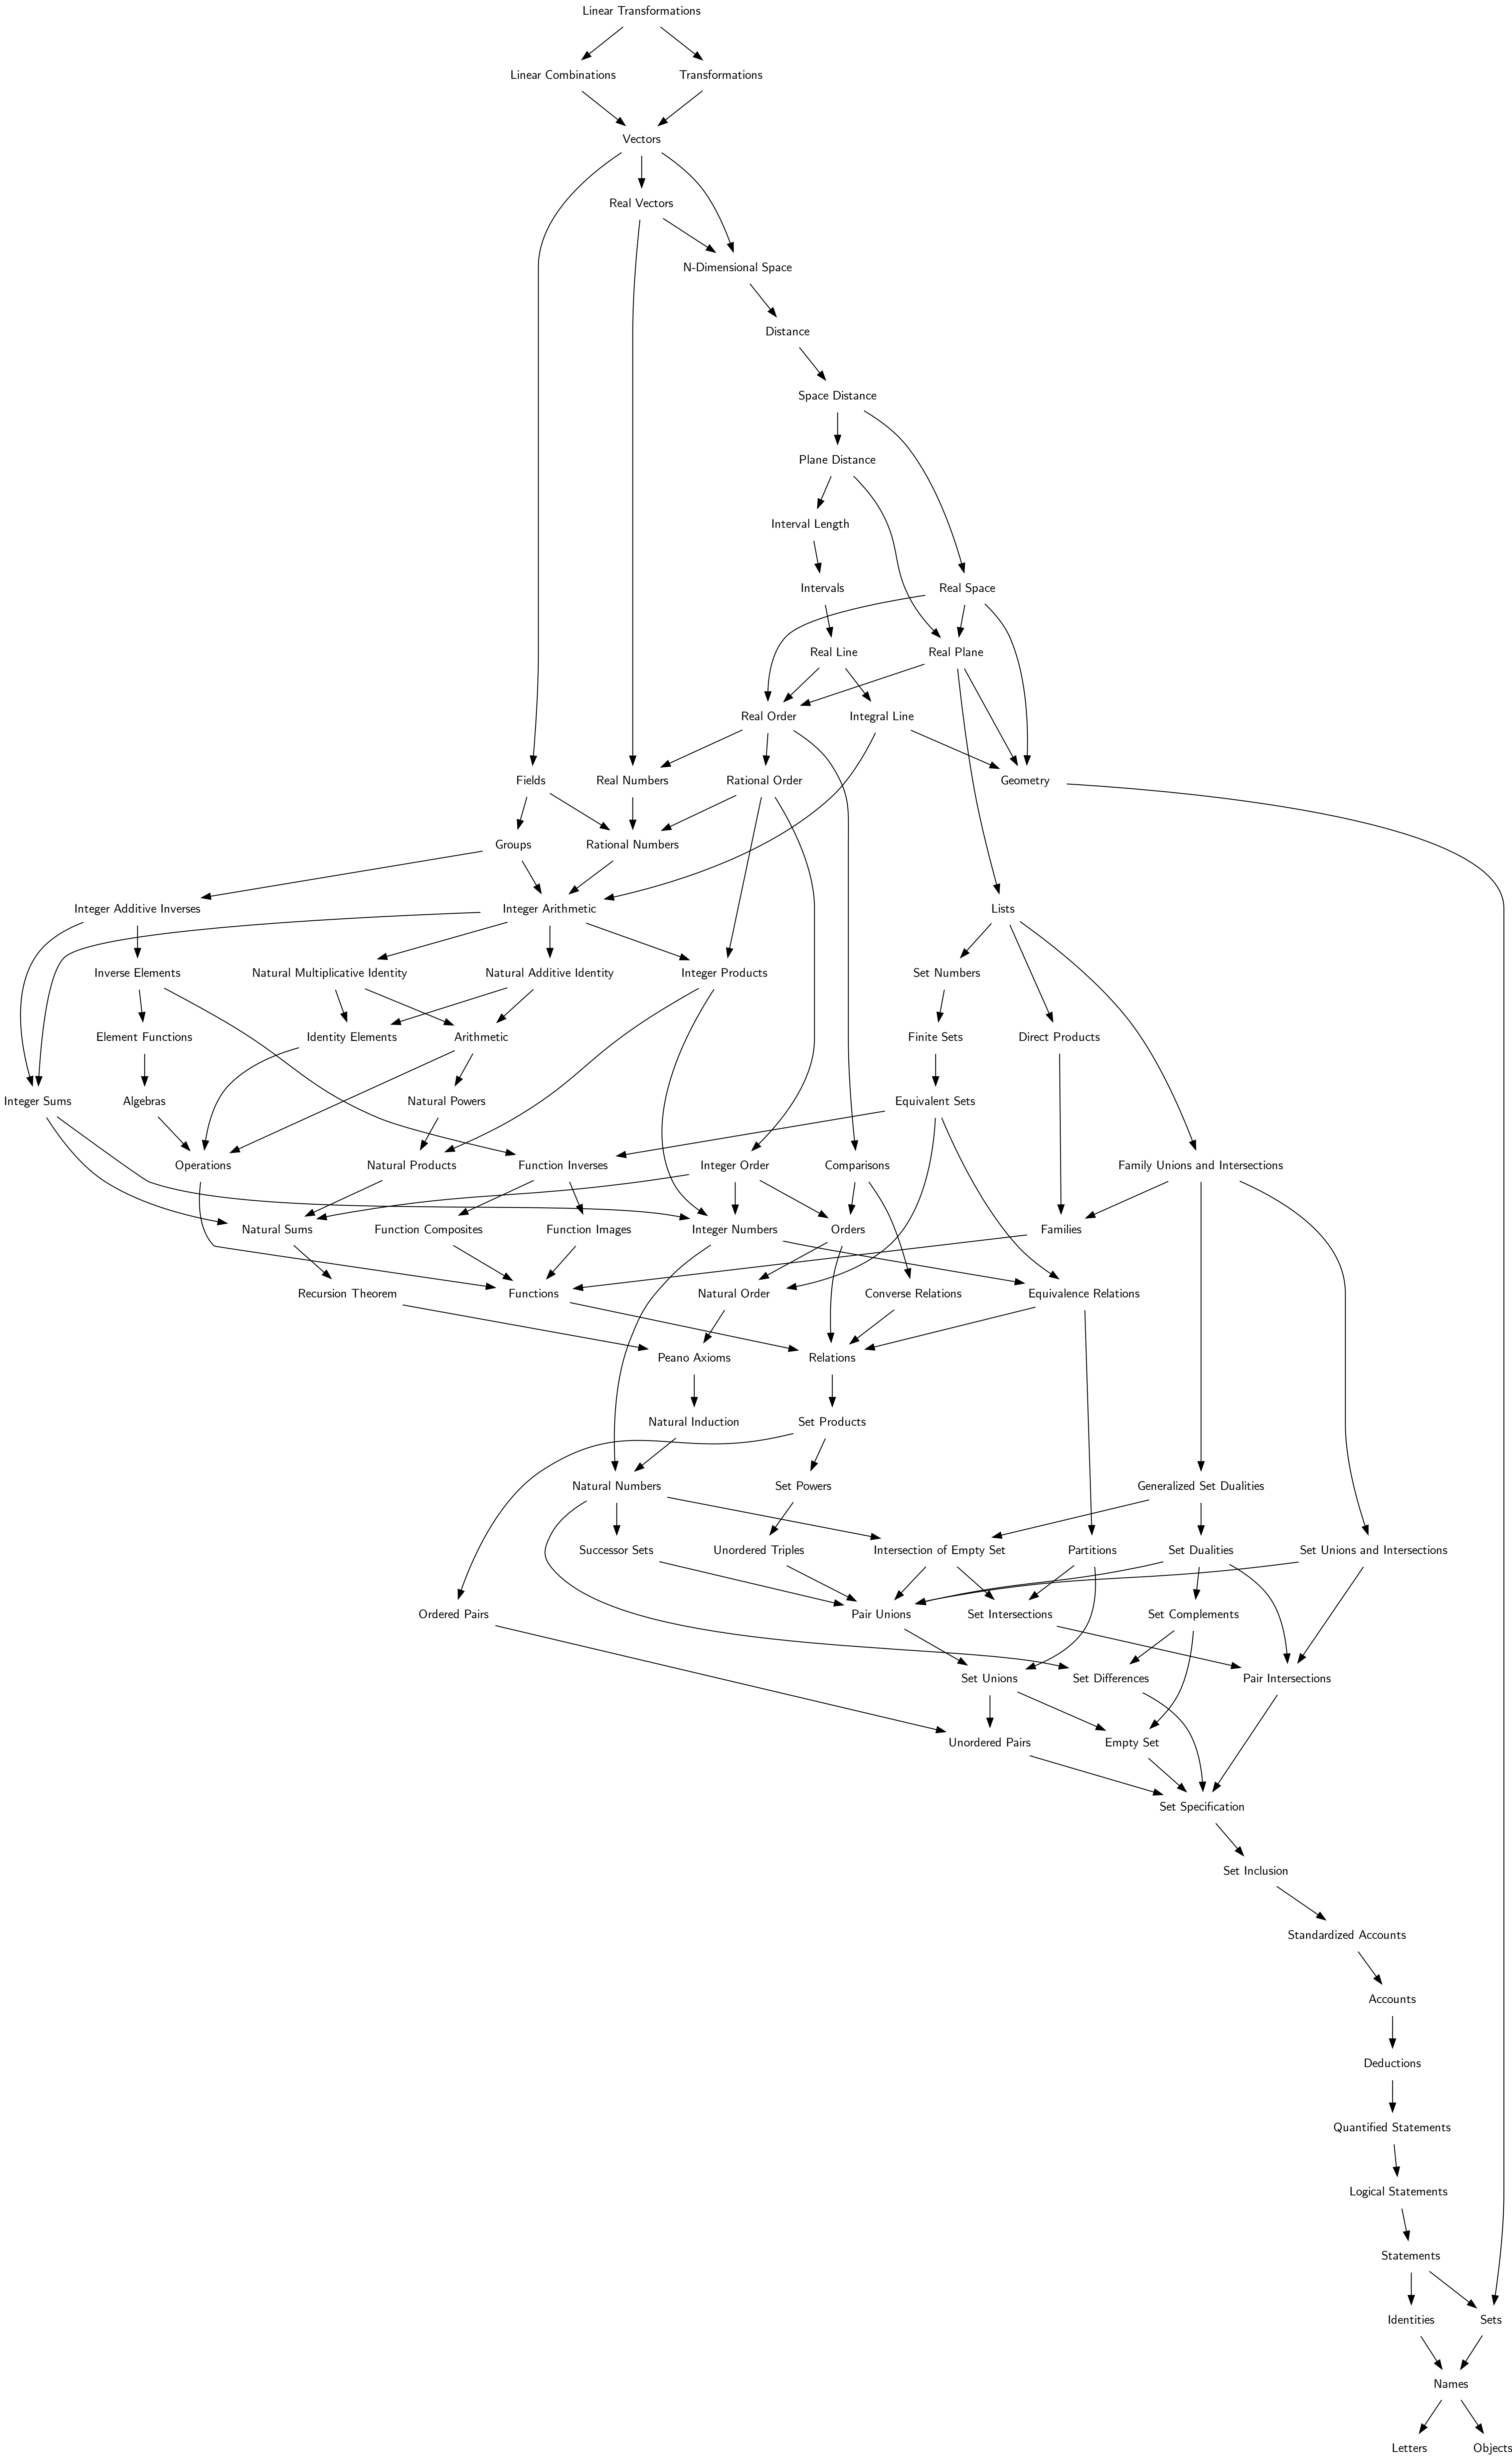 Linear Transformations
Linear Combinations
Transformations
Vectors
Real Vectors
N-Dimensional Space
Distance
Space Distance
Plane Distance
Interval Length
Intervals
Real Space
Real Line
Real Plane
Real Order
Integral Line
Fields
Real Numbers
Rational Order
Geometry
Groups
Rational Numbers
Integer Additive Inverses
Integer Arithmetic
Lists
Inverse Elements
Natural Multiplicative Identity
Natural Additive Identity
Integer Products
Set Numbers
Element Functions
Identity Elements
Arithmetic
Finite Sets
Direct Products
Integer Sums
Algebras
Natural Powers
Equivalent Sets
Operations
Natural Products
Function Inverses
Integer Order
Comparisons
Family Unions and Intersections
Natural Sums
Function Composites
Function Images
Integer Numbers
Orders
Families
Recursion Theorem
Functions
Natural Order
Converse Relations
Equivalence Relations
Peano Axioms
Relations
Natural Induction
Set Products
Natural Numbers
Set Powers
Generalized Set Dualities
Successor Sets
Unordered Triples
Intersection of Empty Set
Partitions
Set Dualities
Set Unions and Intersections
Ordered Pairs
Pair Unions
Set Intersections
Set Complements
Set Unions
Set Differences
Pair Intersections
Unordered Pairs
Empty Set
Set Specification
Set Inclusion
Standardized Accounts
Accounts
Deductions
Quantified Statements
Logical Statements
Statements
Identities
Sets
Names
Letters
Objects